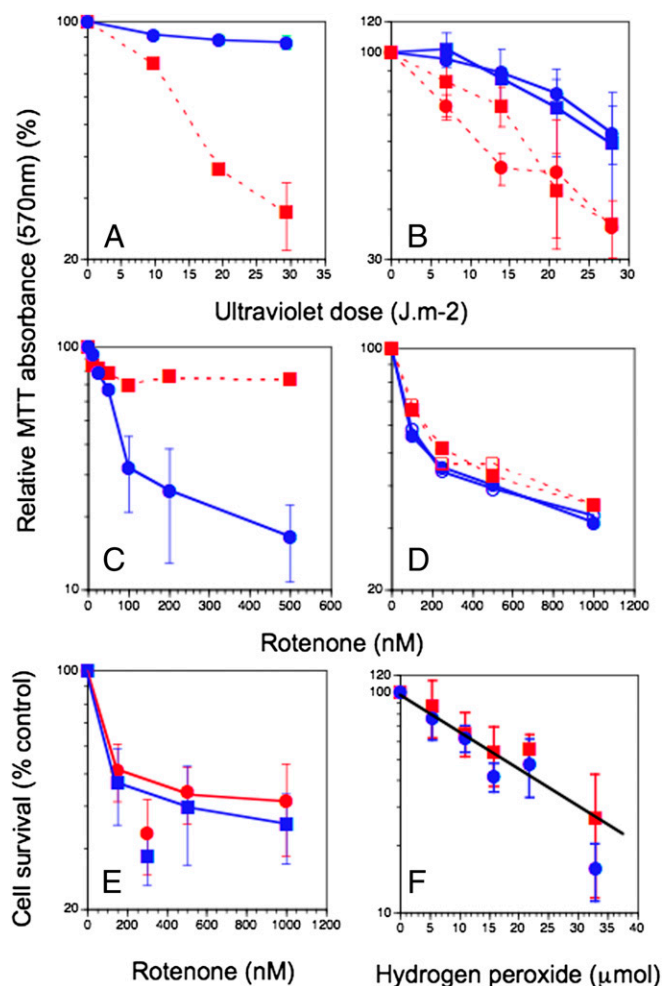 100
20
A
0 5 10 15 20 25 30 35
120
100
30
B
0 5 10 15 20 25 30
Ultraviolet dose (J.m-2)
Relative MTT absorbance (570nm) (%)
100
10
C
0 100 200 300 400 500 600
100
20
D
0 200 400 600 800 1000 1200
Rotenone (nM)
Cell survival (% control)
100
20
E
0 200 400 600 800 1000 1200
Rotenone (nM)
120
100
10
F
0 5 10 15 20 25 30 35 40
Hydrogen peroxide (μmol)